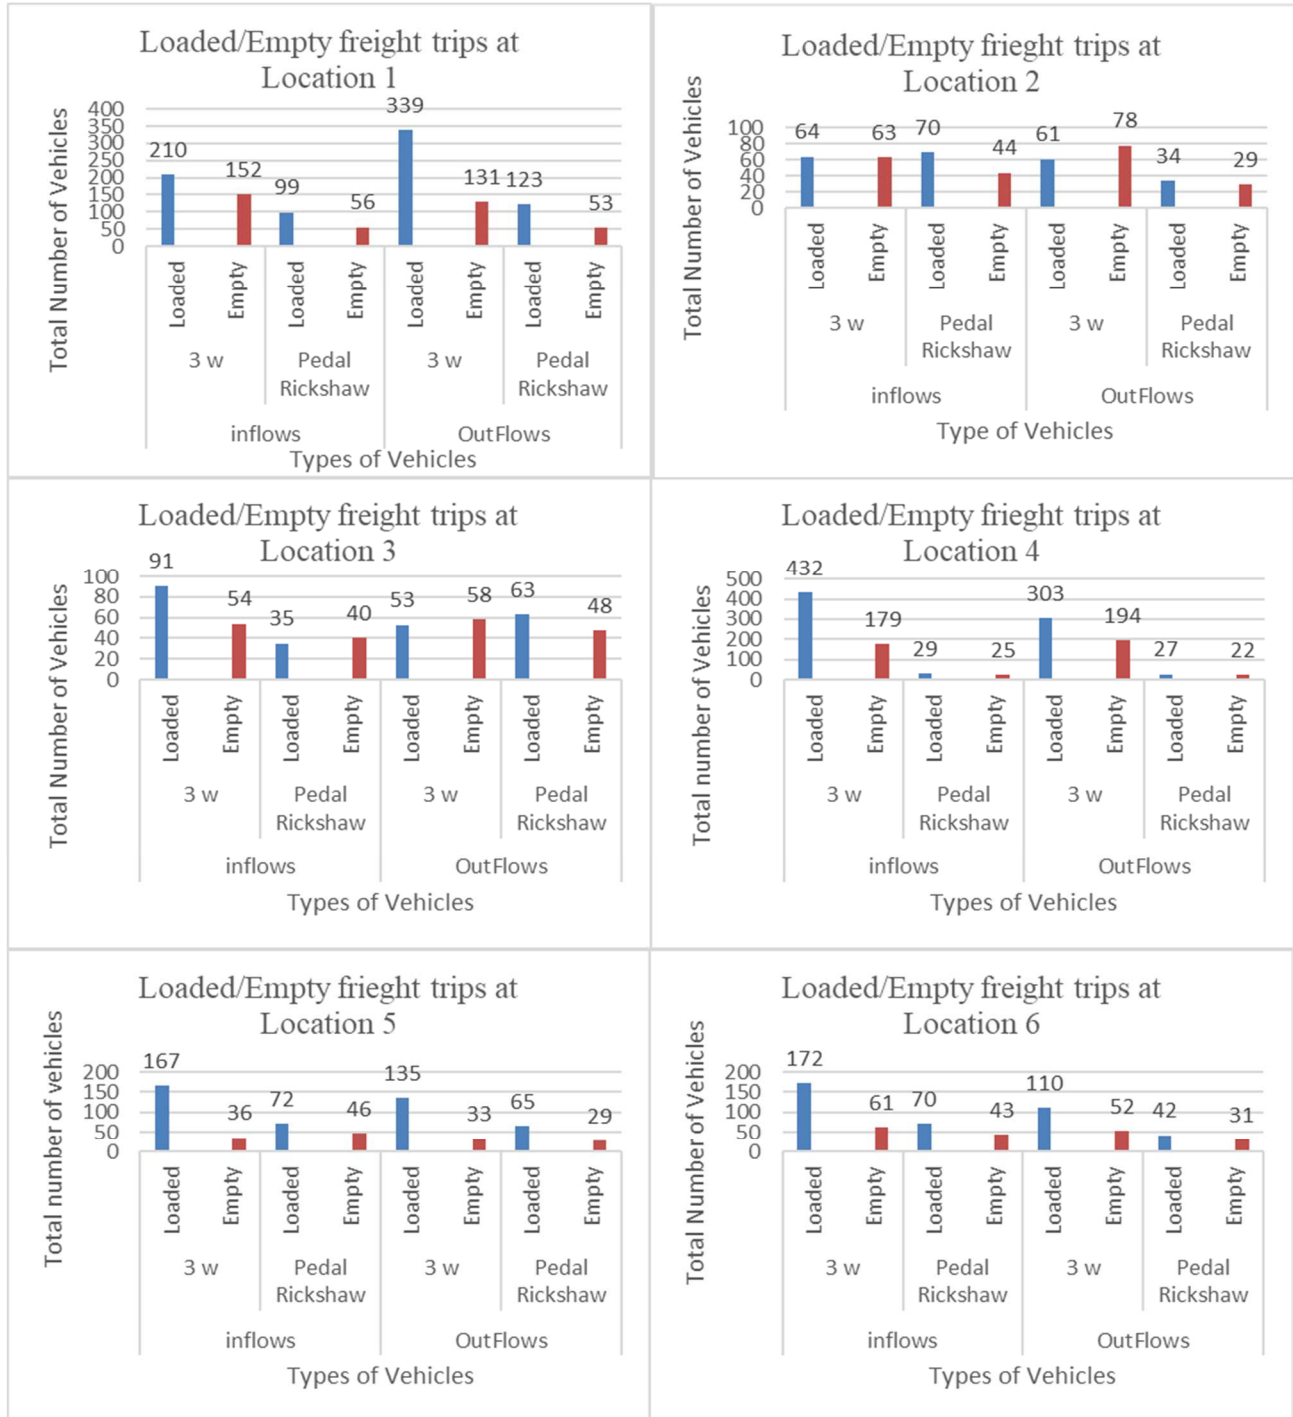 Loaded/Empty freight trips at
Location 1
Total Number of Vehicles
400
350
300
250
200
150
100
50
0
210
152
99
56
339
131
123
53
Loaded
Empty
Loaded
Empty
Loaded
Empty
Loaded
Empty
3 w
Pedal
Rickshaw
3 w
Pedal
Rickshaw
inflows
OutFlows
Types of Vehicles
Loaded/Empty frieght trips at
Location 2
Total Number of Vehicles
100
80
60
40
20
0
64
63
70
44
61
78
34
29
Loaded
Empty
Loaded
Empty
Loaded
Empty
Loaded
Empty
3 w
Pedal
Rickshaw
3 w
Pedal
Rickshaw
inflows
OutFlows
Type of Vehicles
Loaded/Empty freight trips at
Location 3
Total Number of Vehicles
100
80
60
40
20
0
91
54
35
40
53
58
63
48
Loaded
Empty
Loaded
Empty
Loaded
Empty
Loaded
Empty
3 w
Pedal
Rickshaw
3 w
Pedal
Rickshaw
inflows
OutFlows
Types of Vehicles
Loaded/Empty frieght trips at
Location 4
Total number of Vehicles
500
400
300
200
100
0
432
179
29
25
303
194
27
22
Loaded
Empty
Loaded
Empty
Loaded
Empty
Loaded
Empty
3 w
Pedal
Rickshaw
3 w
Pedal
Rickshaw
inflows
OutFlows
Types of Vehicles
Loaded/Empty frieght trips at
Location 5
Total number of vehicles
200
150
100
50
0
167
36
72
46
135
33
65
29
Loaded
Empty
Loaded
Empty
Loaded
Empty
Loaded
Empty
3 w
Pedal
Rickshaw
3 w
Pedal
Rickshaw
inflows
OutFlows
Types of Vehicles
Loaded/Empty freight trips at
Location 6
Total Number of Vehicles
200
150
100
50
0
172
61
70
43
110
52
42
31
Loaded
Empty
Loaded
Empty
Loaded
Empty
Loaded
Empty
3 w
Pedal
Rickshaw
3 w
Pedal
Rickshaw
inflows
OutFlows
Types of Vehicles